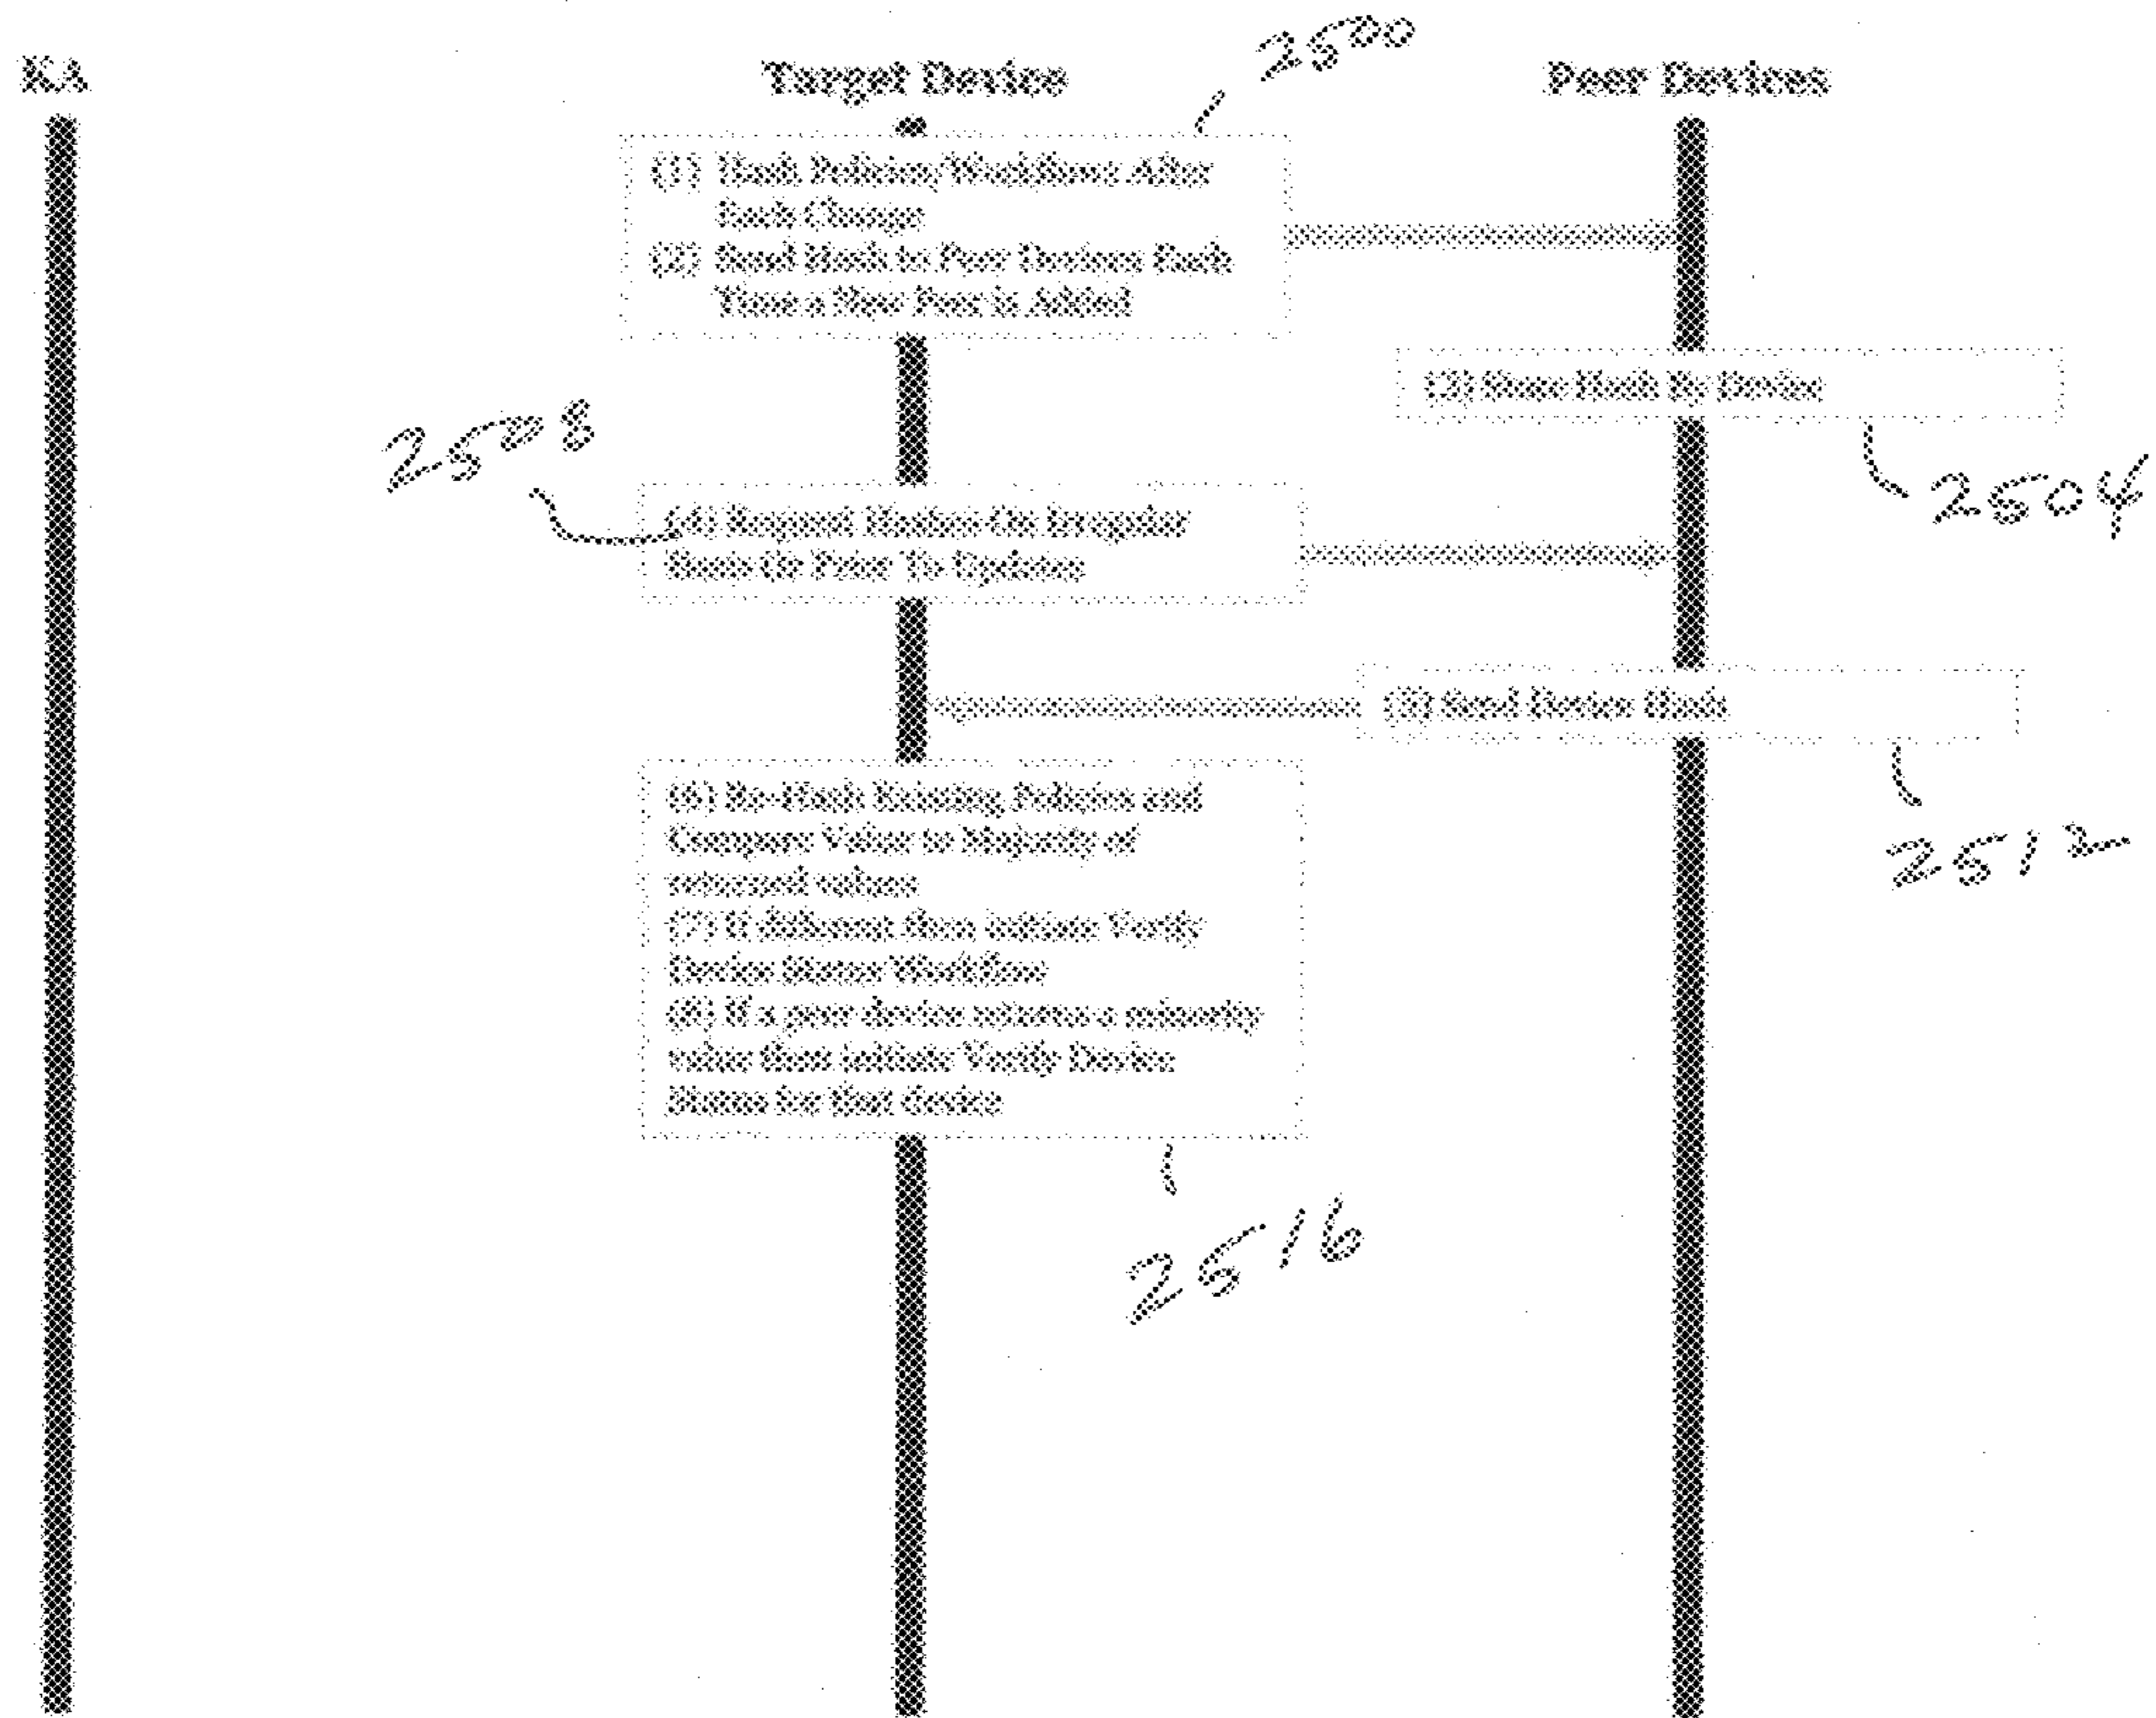 KA
Target Device
Peer Devices
2500
(1) Hash Policies/Workflows After
Each Change
(2) Send Hash to Peer Devices Each
Time a New Peer is Added
(3) Store Hash By Device
2504
2508
(4) Request Hashes On Irregular
Basis Or Prior To Updates
(5) Send Device Hash
2512
(6) Re-Hash Existing Policies and
Compare Value to Majority of
returned values
(7) If different then initiate Verify
Device Status Workflow
(8) If a peer device returns a minority
value then initiate Verify Device
Status for that device
2516